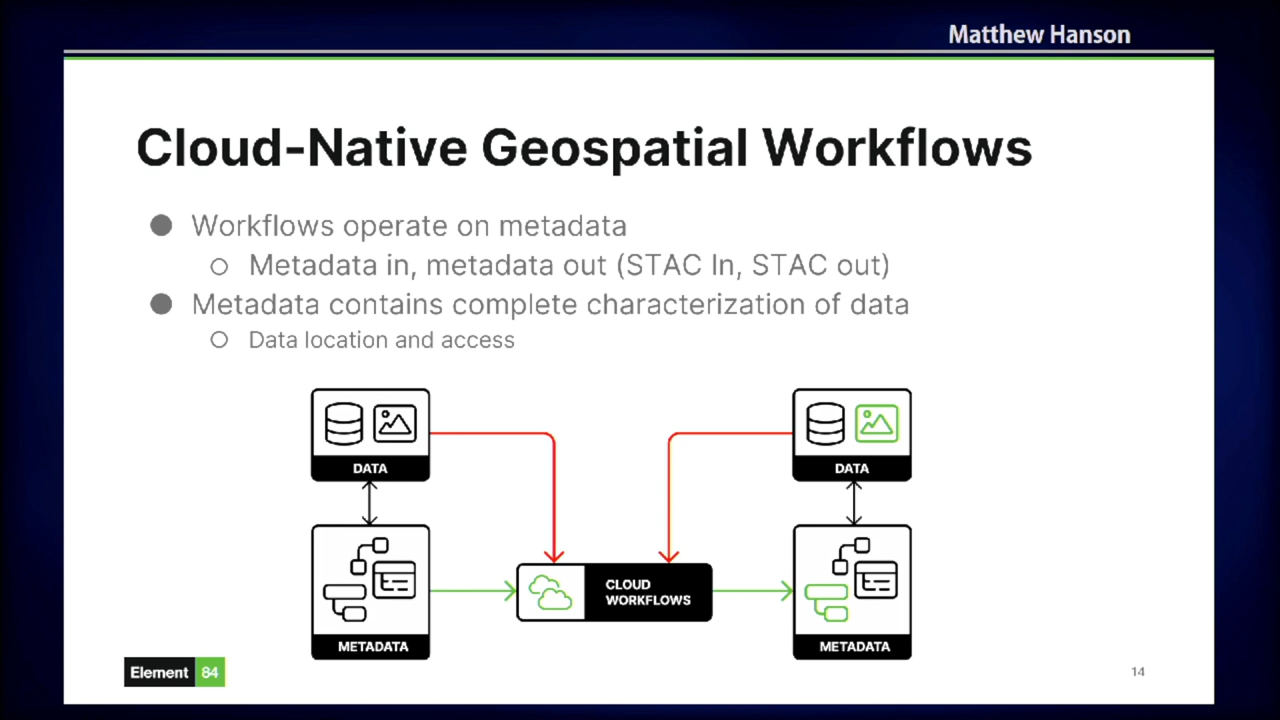 Matthew Hanson
Cloud-Native Geospatial Workflows
Workflows operate on metadata
Metadata in, metadata out (STAC In, STAC out)
Metadata contains complete characterization of data
Data location and access
DATA
DATA
CLOUD
WORKFLOWS
METADATA
METADATA
Element 84
14